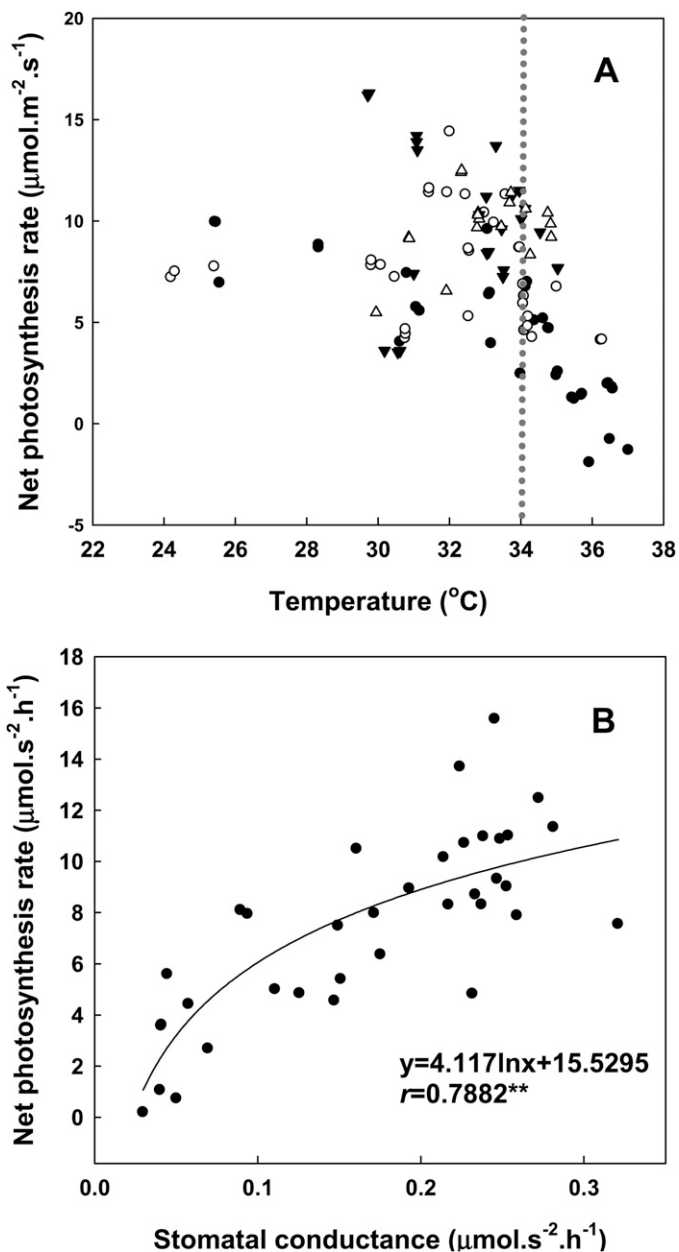 A
Net photosynthesis rate (μmol.m⁻².s⁻¹)
20
15
10
5
0
-5
22 24 26 28 30 32 34 36 38
Temperature (°C)
B
Net photosynthesis rate (μmol.s⁻².h⁻¹)
18
16
14
12
10
8
6
4
2
0
y=4.117lnx+15.5295
r=0.7882**
0.0 0.1 0.2 0.3
Stomatal conductance (μmol.s⁻².h⁻¹)